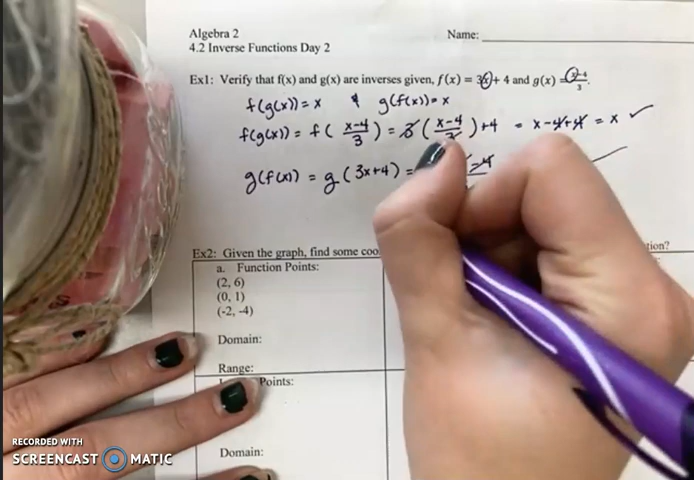 Algebra 2
Name:
4.2 Inverse Functions Day 2
Ex1: Verify that f(x) and g(x) are inverses given, f(x) = 3x + 4 and g(x) = x-4/3.
f(g(x)) = x & g(f(x)) = x
f(g(x)) = f( x-4/3 ) = 3( x-4/3 ) +4 = x-4+4 = x ✓
g(f(x)) = g(3x+4) = -4
Ex2: Given the graph, find some coo tion?
a. Function Points:
(2, 6)
(0, 1)
(-2, -4)
Domain:
Range:
Points:
Domain:
RECORDED WITH
SCREENCAST MATIC